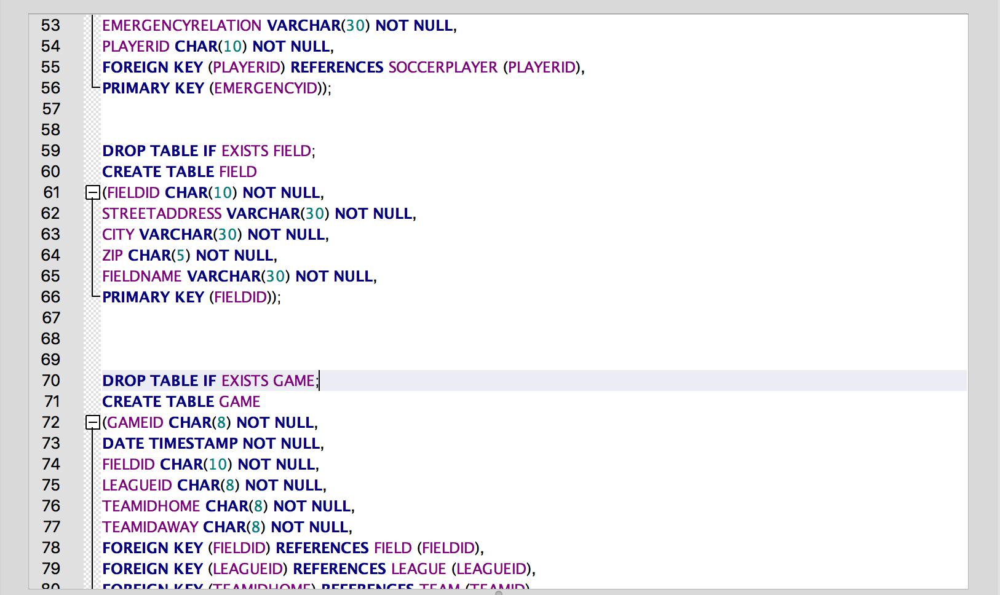 53 EMERGENCYRELATION VARCHAR(30) NOT NULL,
54 PLAYERID CHAR(10) NOT NULL,
55 FOREIGN KEY (PLAYERID) REFERENCES SOCCERPLAYER (PLAYERID),
56 PRIMARY KEY (EMERGENCYID));
57
58
59 DROP TABLE IF EXISTS FIELD;
60 CREATE TABLE FIELD
61 (FIELDID CHAR(10) NOT NULL,
62 STREETADDRESS VARCHAR(30) NOT NULL,
63 CITY VARCHAR(30) NOT NULL,
64 ZIP CHAR(5) NOT NULL,
65 FIELDNAME VARCHAR(30) NOT NULL,
66 PRIMARY KEY (FIELDID));
67
68
69
70 DROP TABLE IF EXISTS GAME;
71 CREATE TABLE GAME
72 (GAMEID CHAR(8) NOT NULL,
73 DATE TIMESTAMP NOT NULL,
74 FIELDID CHAR(10) NOT NULL,
75 LEAGUEID CHAR(8) NOT NULL,
76 TEAMIDHOME CHAR(8) NOT NULL,
77 TEAMIDAWAY CHAR(8) NOT NULL,
78 FOREIGN KEY (FIELDID) REFERENCES FIELD (FIELDID),
79 FOREIGN KEY (LEAGUEID) REFERENCES LEAGUE (LEAGUEID),
80 FOREIGN KEY (TEAMIDHOME) REFERENCES TEAM (TEAMID)